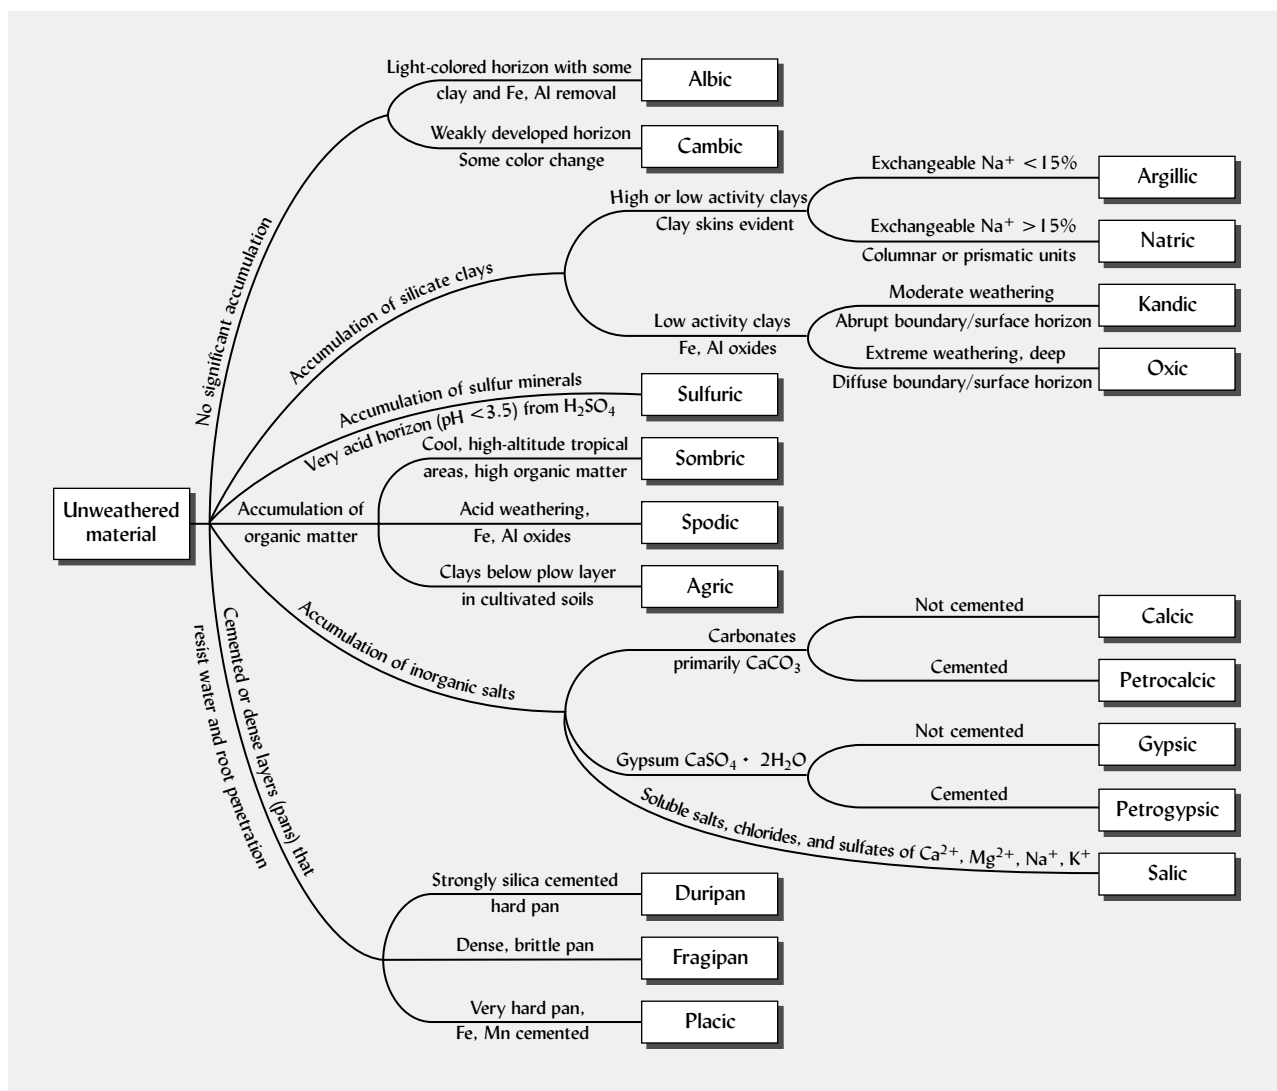 Light-colored horizon with some
clay and Fe, Al removal
Albic
Weakly developed horizon
Some color change
Cambic
No significant accumulation
Exchangeable Na⁺ <15%
Argillic
High or low activity clays
Clay skins evident
Exchangeable Na⁺ >15%
Columnar or prismatic units
Natric
Accumulation of silicate clays
Moderate weathering
Abrupt boundary/surface horizon
Kandic
Low activity clays
Fe, Al oxides
Extreme weathering, deep
Diffuse boundary/surface horizon
Oxic
Accumulation of sulfur minerals
Very acid horizon (pH <3.5) from H₂SO₄
Sulfuric
Cool, high-altitude tropical
areas, high organic matter
Sombric
Unweathered
material
Accumulation of
organic matter
Acid weathering,
Fe, Al oxides
Spodic
Clays below plow layer
in cultivated soils
Agric
Accumulation of inorganic salts
Carbonates
primarily CaCO₃
Not cemented
Calcic
Cemented
Petrocalcic
Gypsum CaSO₄ · 2H₂O
Not cemented
Gypsic
Cemented
Petrogypsic
Soluble salts, chlorides, and sulfates of Ca²⁺, Mg²⁺, Na⁺, K⁺
Salic
Cemented or dense layers (pans) that
resist water and root penetration
Strongly silica cemented
hard pan
Duripan
Dense, brittle pan
Fragipan
Very hard pan,
Fe, Mn cemented
Placic